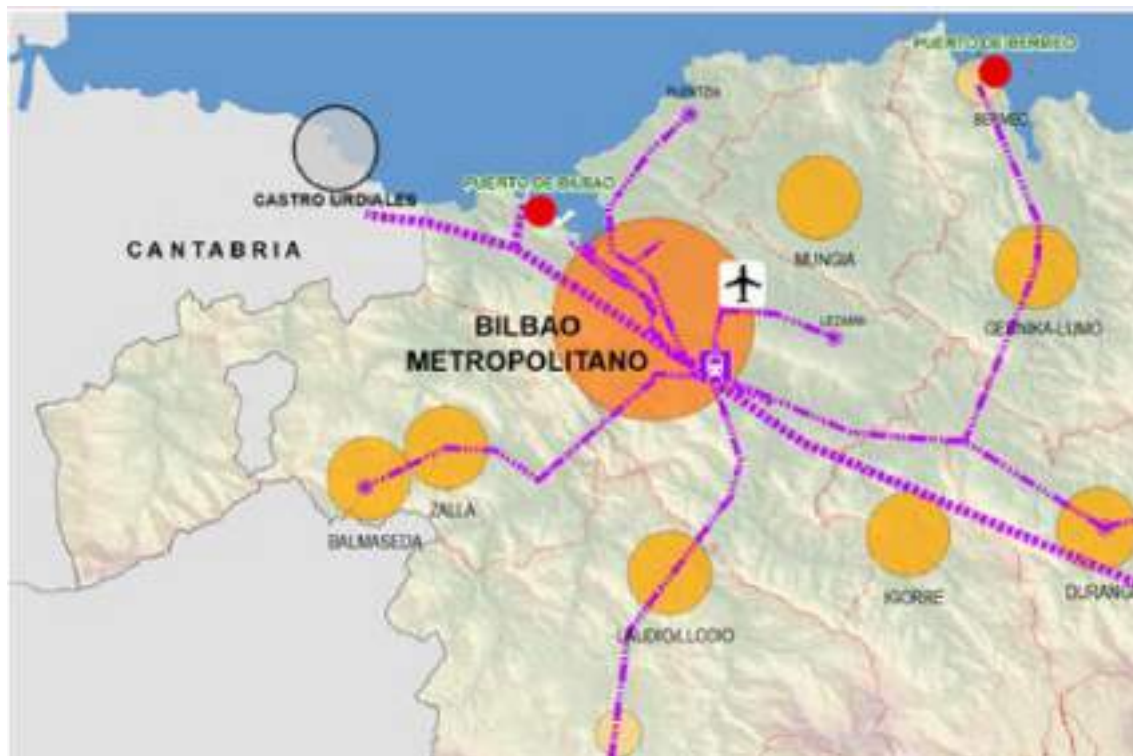 PUERTO DE BERMEO
PLENTZIA
BERMEO
PUERTO DE BILBAO
CASTRO URDIALES
CANTABRIA
MUNGIA
LEZAMA
GERNIKA-LUMO
BILBAO
METROPOLITANO
ZALLA
BALMASEDA
IGORRE
DURANGO
LAUDIO/LLODIO